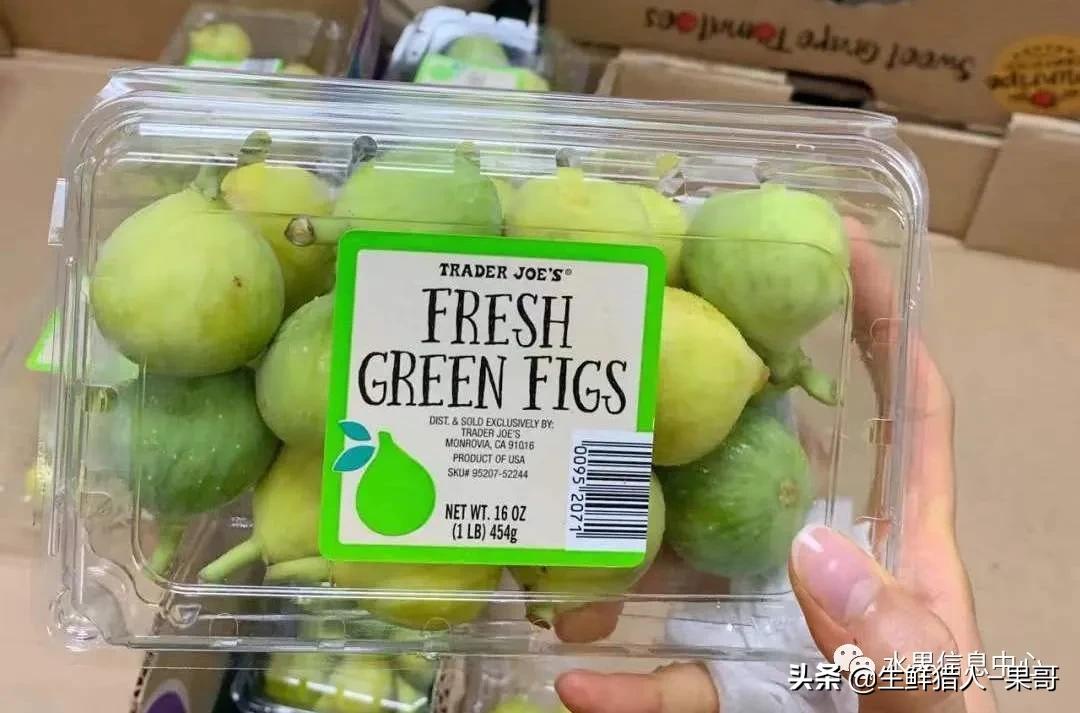 Sweet Grape Tomatoes
TRADER JOE'S®
FRESH
GREEN FIGS
DIST. & SOLD EXCLUSIVELY BY:
TRADER JOE'S
MONROVIA, CA 91016
PRODUCT OF USA
SKU# 95207-52244
NET WT. 16 OZ
(1 LB) 454g
0095 2071
水果信息中心
头条 @生鲜猎人-果哥